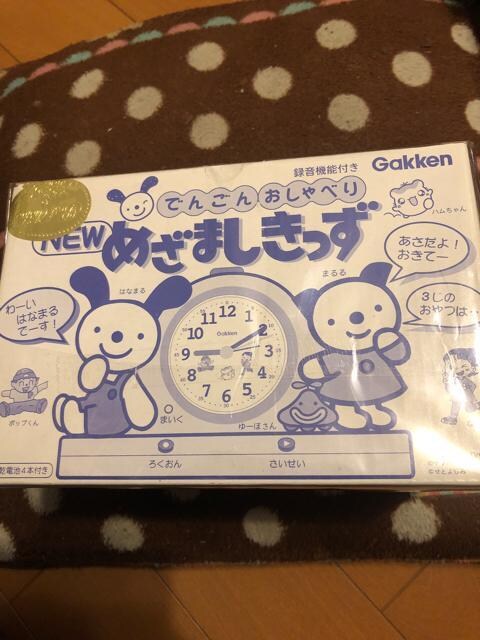 録音機能付き Gakken
でんごんおしゃべり
NEW めざましきっず
ハムちゃん
はなまる
まるる
あさだよ!
おきてー
わーい
はなまる
でーす!
3じの
おやつは
Gakken
12 1 2 3 4 5 6 7 8 9 10 11
ポップくん
まいく
ゆーぼさん
ろくおん
さいせい
乾電池4本付き